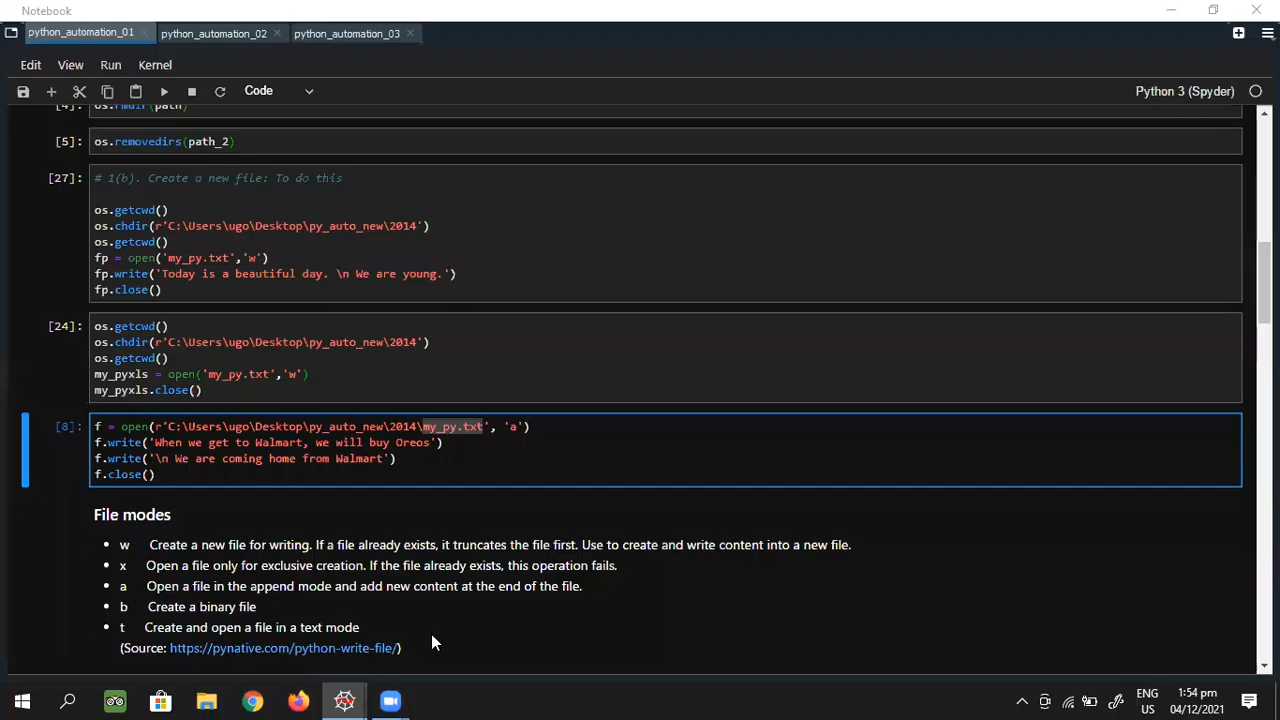 Notebook
python_automation_01 python_automation_02 python_automation_03
Edit View Run Kernel
Code Python 3 (Spyder)
[4]: os.rmdir(path)
[5]: os.removedirs(path_2)
[27]: # 1(b). Create a new file: To do this
os.getcwd()
os.chdir(r'C:\Users\ugo\Desktop\py_auto_new\2014')
os.getcwd()
fp = open('my_py.txt','w')
fp.write('Today is a beautiful day. \n We are young.')
fp.close()
[24]: os.getcwd()
os.chdir(r'C:\Users\ugo\Desktop\py_auto_new\2014')
os.getcwd()
my_pyxls = open('my_py.txt','w')
my_pyxls.close()
[8]: f = open(r'C:\Users\ugo\Desktop\py_auto_new\2014\my_py.txt', 'a')
f.write('When we get to Walmart, we will buy Oreos')
f.write('\n We are coming home from Walmart')
f.close()
File modes
• w Create a new file for writing. If a file already exists, it truncates the file first. Use to create and write content into a new file.
• x Open a file only for exclusive creation. If the file already exists, this operation fails.
• a Open a file in the append mode and add new content at the end of the file.
• b Create a binary file
• t Create and open a file in a text mode
(Source: https://pynative.com/python-write-file/)
ENG 1:54 pm
US 04/12/2021